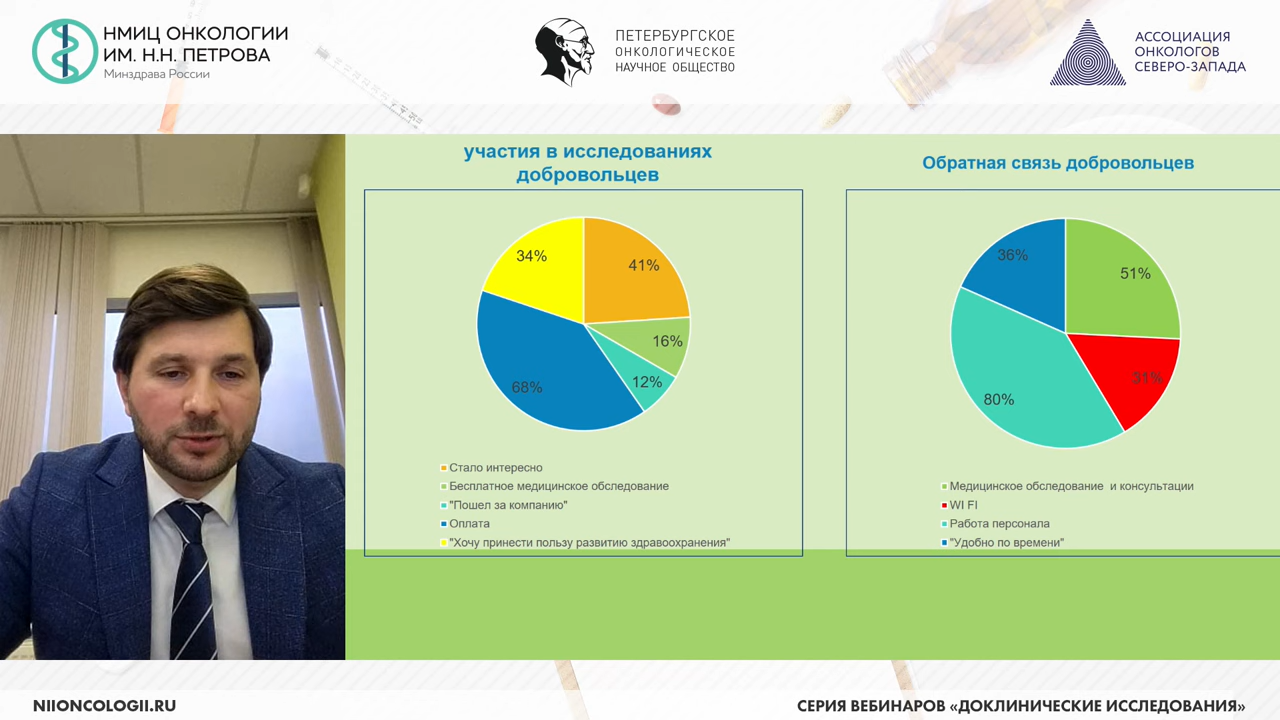 НМИЦ ОНКОЛОГИИ
ИМ. Н.Н. ПЕТРОВА
Минздрава России
ПЕТЕРБУРГСКОЕ
ОНКОЛОГИЧЕСКОЕ
НАУЧНОЕ ОБЩЕСТВО
АССОЦИАЦИЯ
ОНКОЛОГОВ
СЕВЕРО-ЗАПАДА
участия в исследованиях
добровольцев
34%
41%
16%
12%
68%
Стало интересно
Бесплатное медицинское обследование
"Пошел за компанию"
Оплата
"Хочу принести пользу развитию здравоохранения"
Обратная связь добровольцев
36%
51%
31%
80%
Медицинское обследование и консультации
WI FI
Работа персонала
"Удобно по времени"
NIIONCOLOGII.RU
СЕРИЯ ВЕБИНАРОВ «ДОКЛИНИЧЕСКИЕ ИССЛЕДОВАНИЯ»